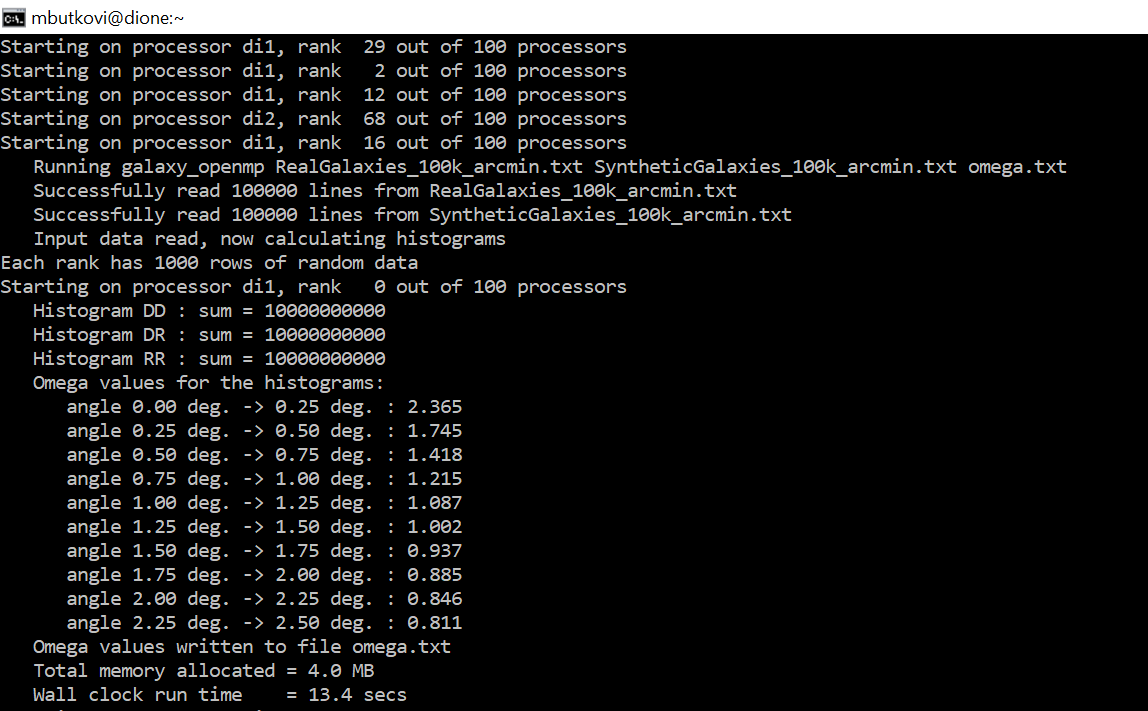 mbutkovi@dione:~
Starting on processor di1, rank  29 out of 100 processors
Starting on processor di1, rank   2 out of 100 processors
Starting on processor di1, rank  12 out of 100 processors
Starting on processor di2, rank  68 out of 100 processors
Starting on processor di1, rank  16 out of 100 processors
   Running galaxy_openmp RealGalaxies_100k_arcmin.txt SyntheticGalaxies_100k_arcmin.txt omega.txt
   Successfully read 100000 lines from RealGalaxies_100k_arcmin.txt
   Successfully read 100000 lines from SyntheticGalaxies_100k_arcmin.txt
   Input data read, now calculating histograms
Each rank has 1000 rows of random data
Starting on processor di1, rank   0 out of 100 processors
   Histogram DD : sum = 10000000000
   Histogram DR : sum = 10000000000
   Histogram RR : sum = 10000000000
   Omega values for the histograms:
      angle 0.00 deg. -> 0.25 deg. : 2.365
      angle 0.25 deg. -> 0.50 deg. : 1.745
      angle 0.50 deg. -> 0.75 deg. : 1.418
      angle 0.75 deg. -> 1.00 deg. : 1.215
      angle 1.00 deg. -> 1.25 deg. : 1.087
      angle 1.25 deg. -> 1.50 deg. : 1.002
      angle 1.50 deg. -> 1.75 deg. : 0.937
      angle 1.75 deg. -> 2.00 deg. : 0.885
      angle 2.00 deg. -> 2.25 deg. : 0.846
      angle 2.25 deg. -> 2.50 deg. : 0.811
   Omega values written to file omega.txt
   Total memory allocated = 4.0 MB
   Wall clock run time    = 13.4 secs